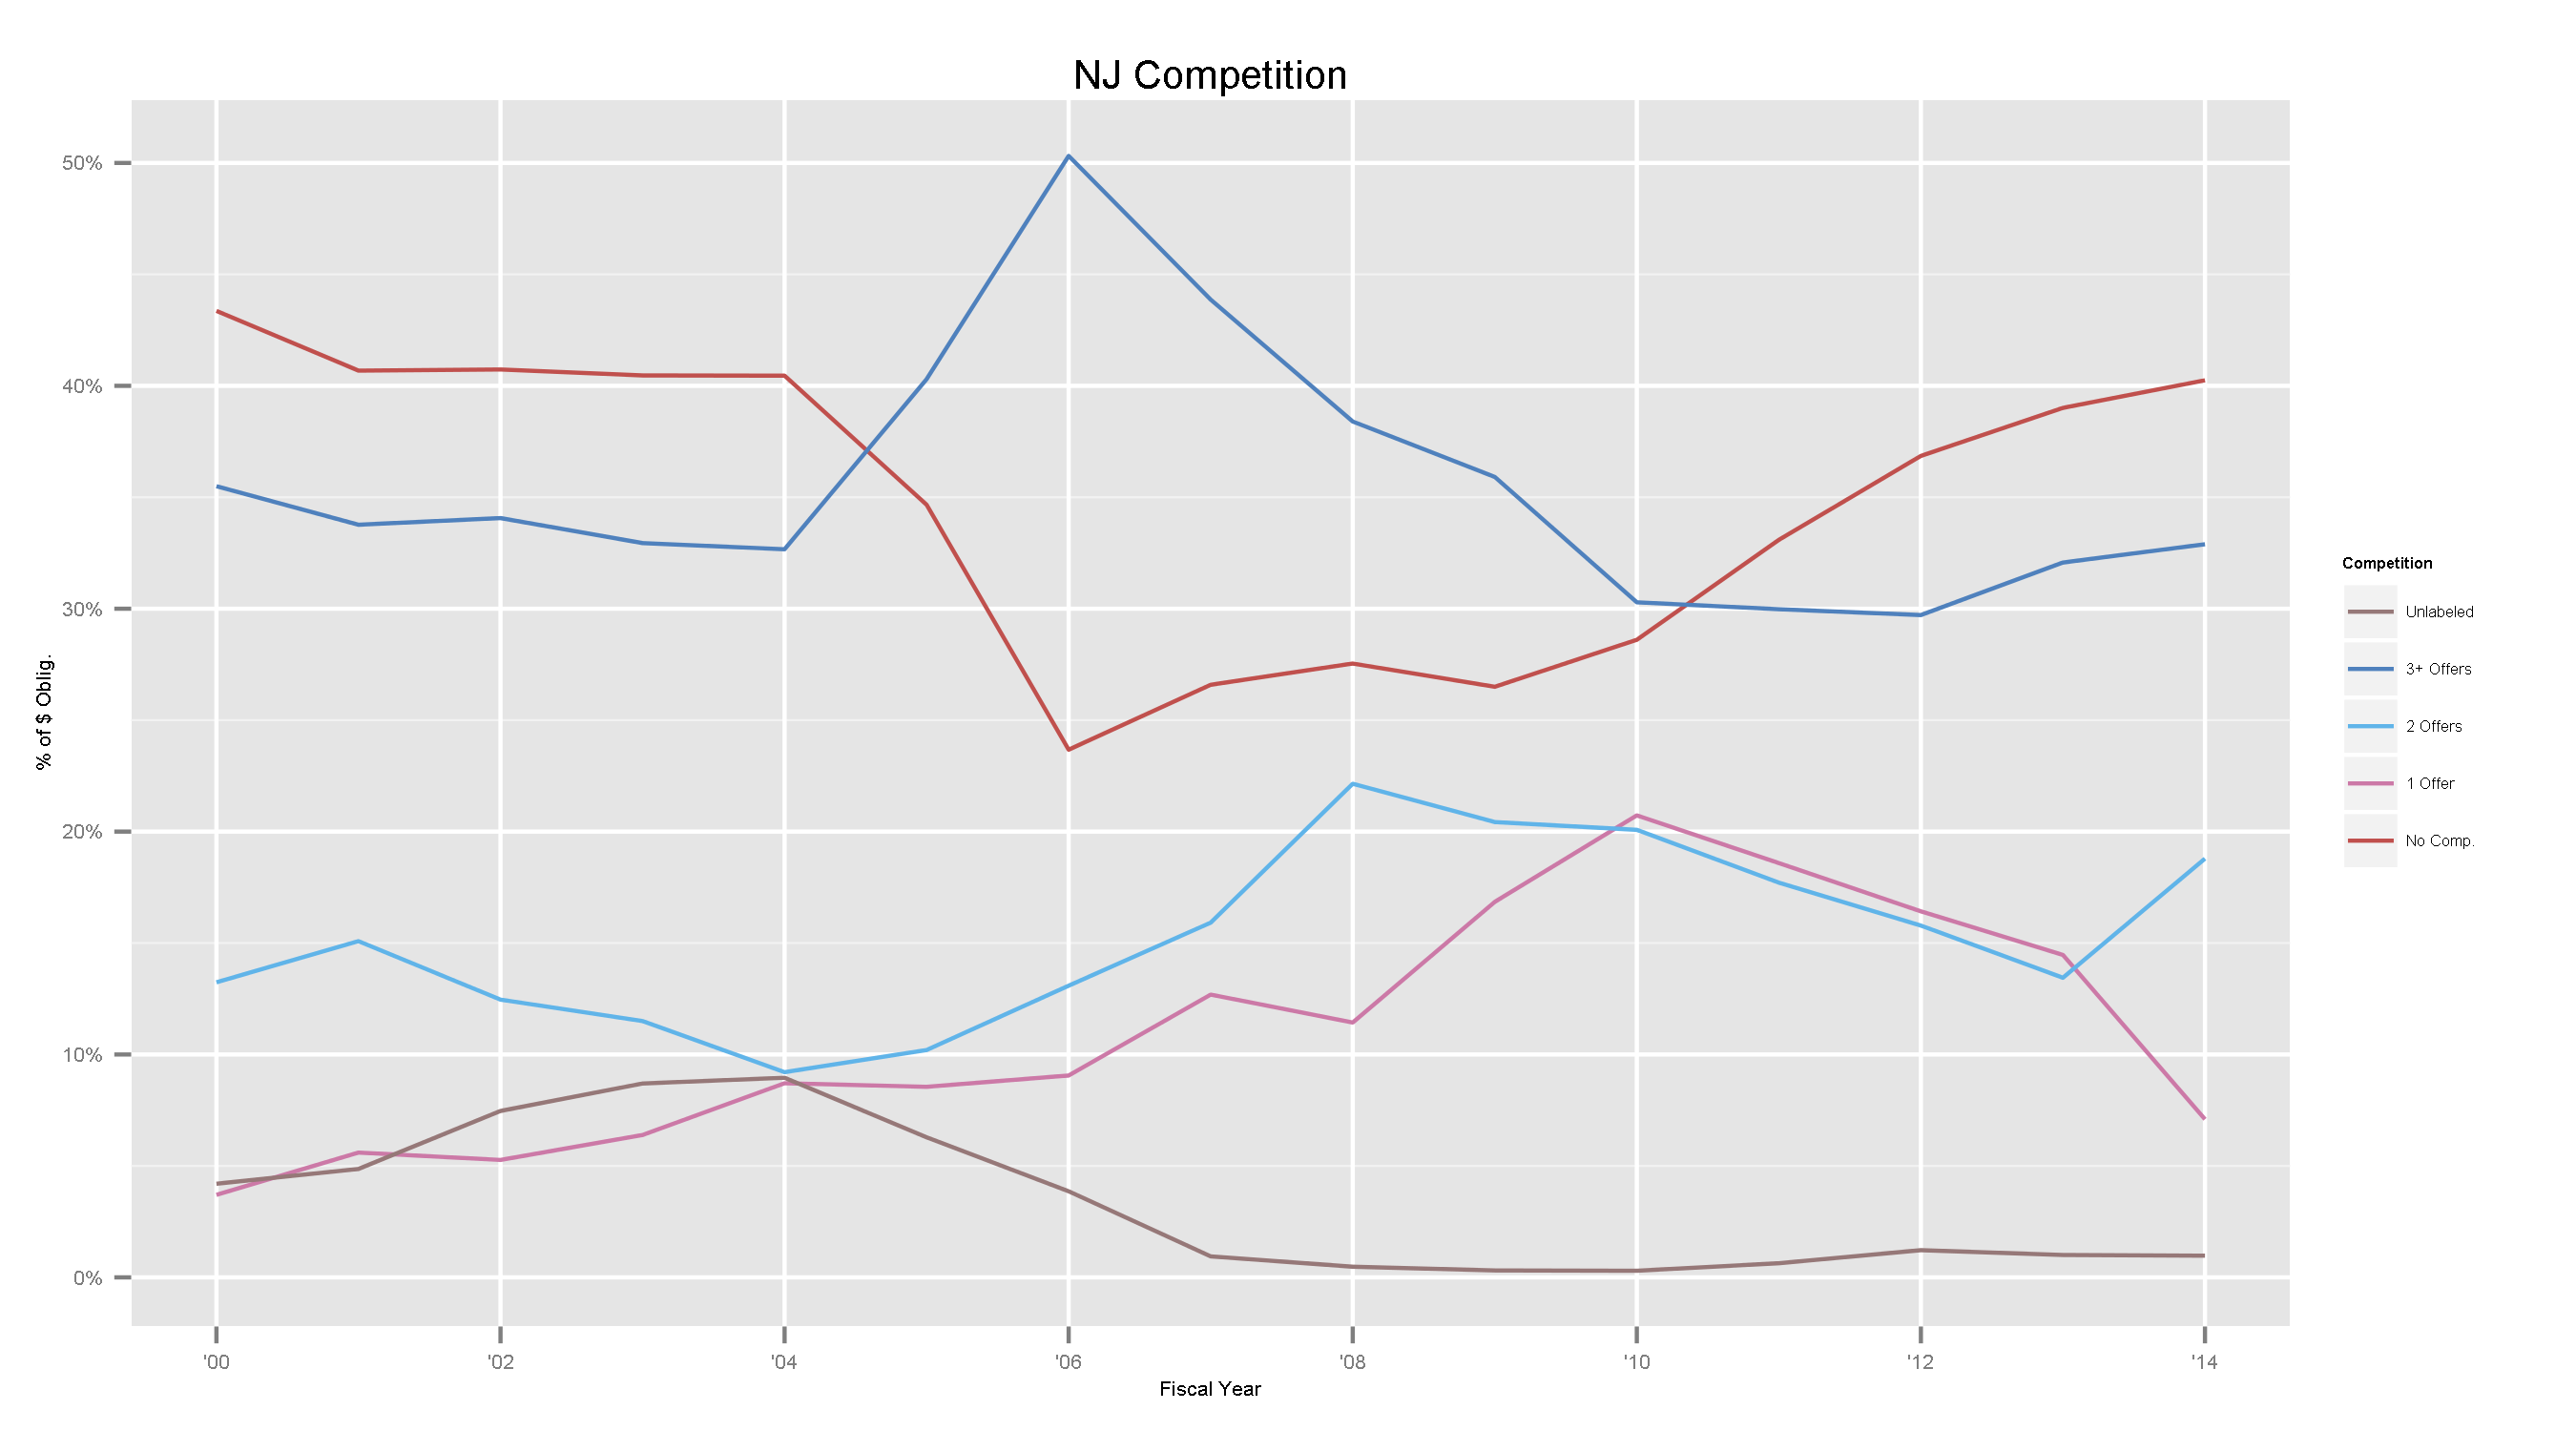 NJ Competition
50%
40%
30%
20%
10%
0%
% of $ Oblig.
'00
'02
'04
'06
'08
'10
'12
'14
Fiscal Year
Competition
Unlabeled
3+ Offers
2 Offers
1 Offer
No Comp.